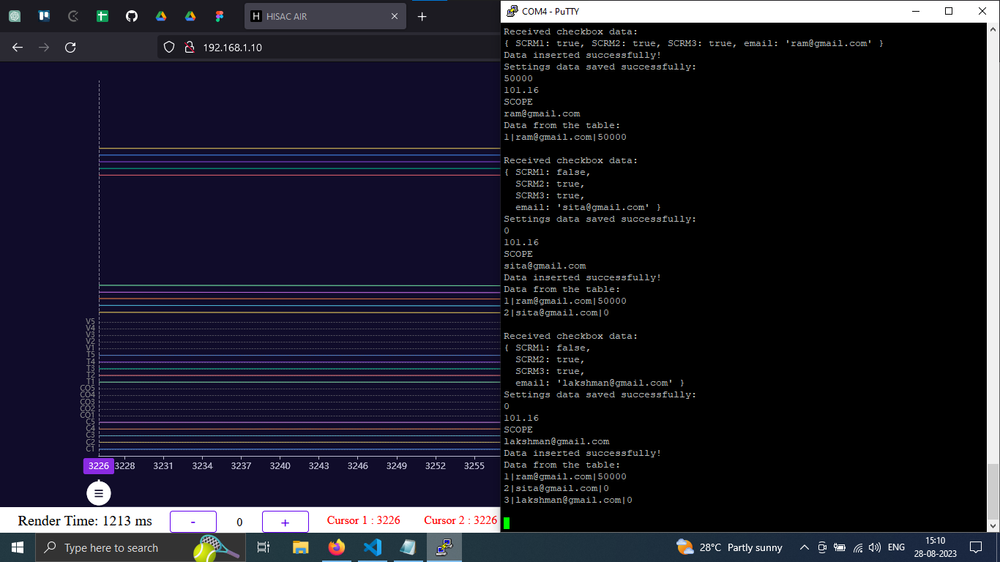 HISAC AIR
192.168.1.10
V5
V4
V3
V2
V1
T5
T4
T3
T2
T1
CO5
CO4
CO3
CO2
CO1
C5
C4
C3
C2
C1
3226 3228 3231 3234 3237 3240 3243 3246 3249 3252 3255
Render Time: 1213 ms - 0 + Cursor 1 : 3226 Cursor 2 : 3226
COM4 - PuTTY
Received checkbox data:
{ SCRM1: true, SCRM2: true, SCRM3: true, email: 'ram@gmail.com' }
Data inserted successfully!
Settings data saved successfully:
50000
101.16
SCOPE
ram@gmail.com
Data from the table:
1|ram@gmail.com|50000
Received checkbox data:
{ SCRM1: false,
SCRM2: true,
SCRM3: true,
email: 'sita@gmail.com' }
Settings data saved successfully:
0
101.16
SCOPE
sita@gmail.com
Data inserted successfully!
Data from the table:
1|ram@gmail.com|50000
2|sita@gmail.com|0
Received checkbox data:
{ SCRM1: false,
SCRM2: true,
SCRM3: true,
email: 'lakshman@gmail.com' }
Settings data saved successfully:
0
101.16
SCOPE
lakshman@gmail.com
Data inserted successfully!
Data from the table:
1|ram@gmail.com|50000
2|sita@gmail.com|0
3|lakshman@gmail.com|0
Type here to search
28°C Partly sunny
ENG
15:10
28-08-2023